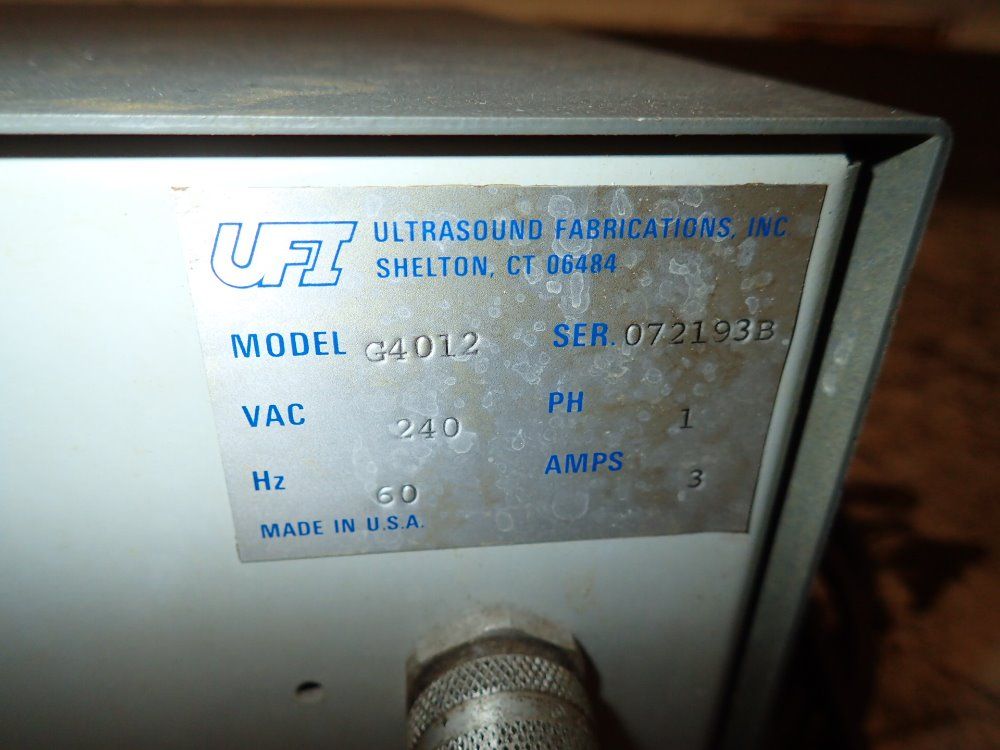 UFI ULTRASOUND FABRICATIONS, INC
SHELTON, CT 06484
MODEL G4012 SER. 072193B
VAC 240 PH 1
Hz 60 AMPS 3
MADE IN U.S.A.